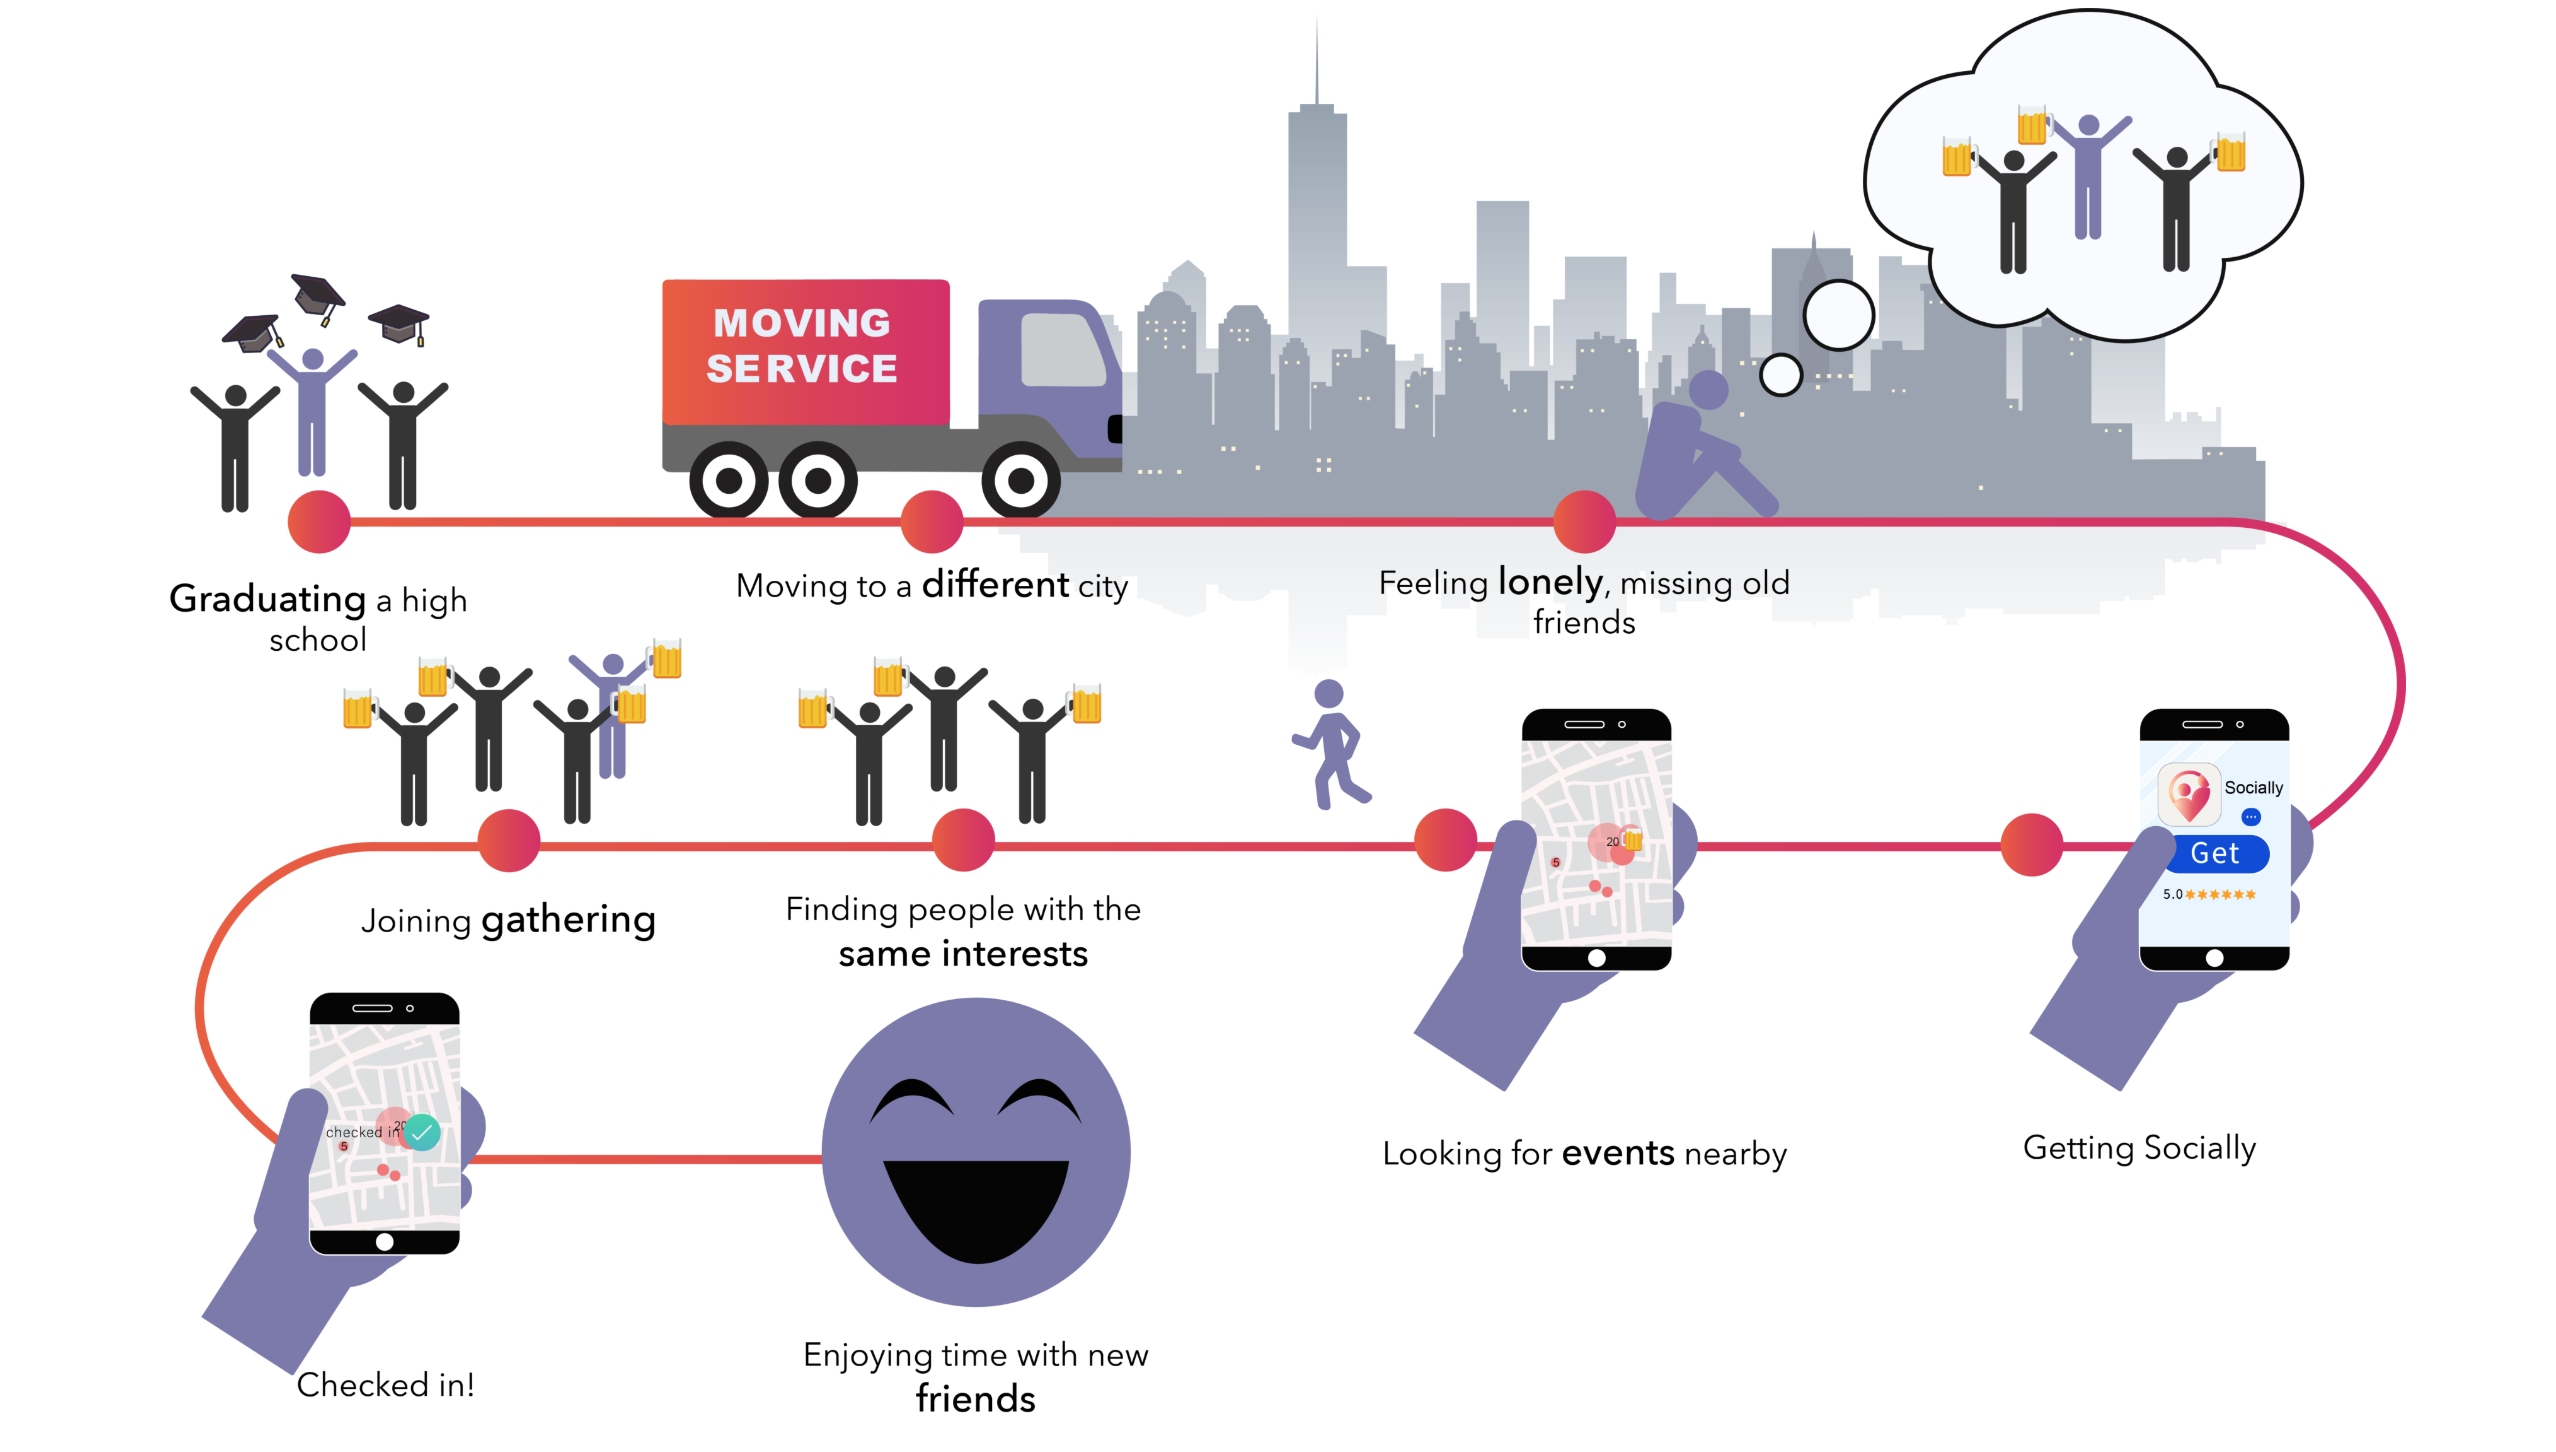 MOVING
SERVICE
Graduating a high
school
Moving to a different city
Feeling lonely, missing old
friends
Socially
Get
5.0
Getting Socially
20
5
Looking for events nearby
Finding people with the
same interests
Joining gathering
checked in
20
5
Checked in!
Enjoying time with new
friends